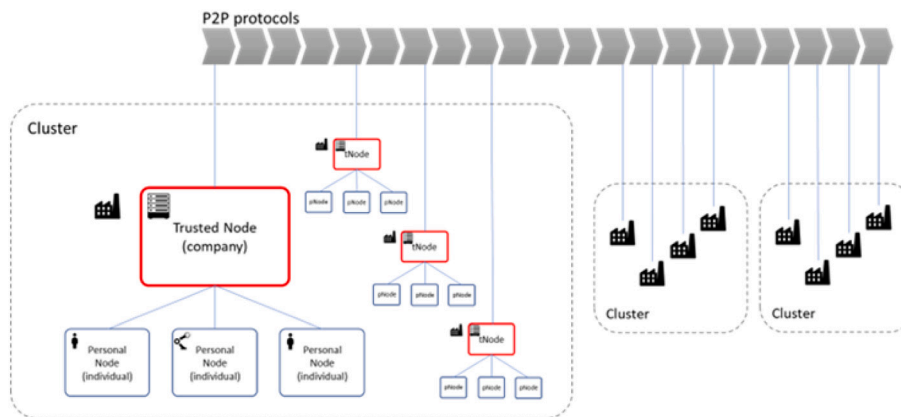 P2P protocols
Cluster
tNode
pNode
pNode
pNode
Trusted Node
(company)
tNode
pNode
pNode
pNode
Personal
Node
(individual)
Personal
Node
(individual)
Personal
Node
(individual)
tNode
pNode
pNode
pNode
Cluster
Cluster